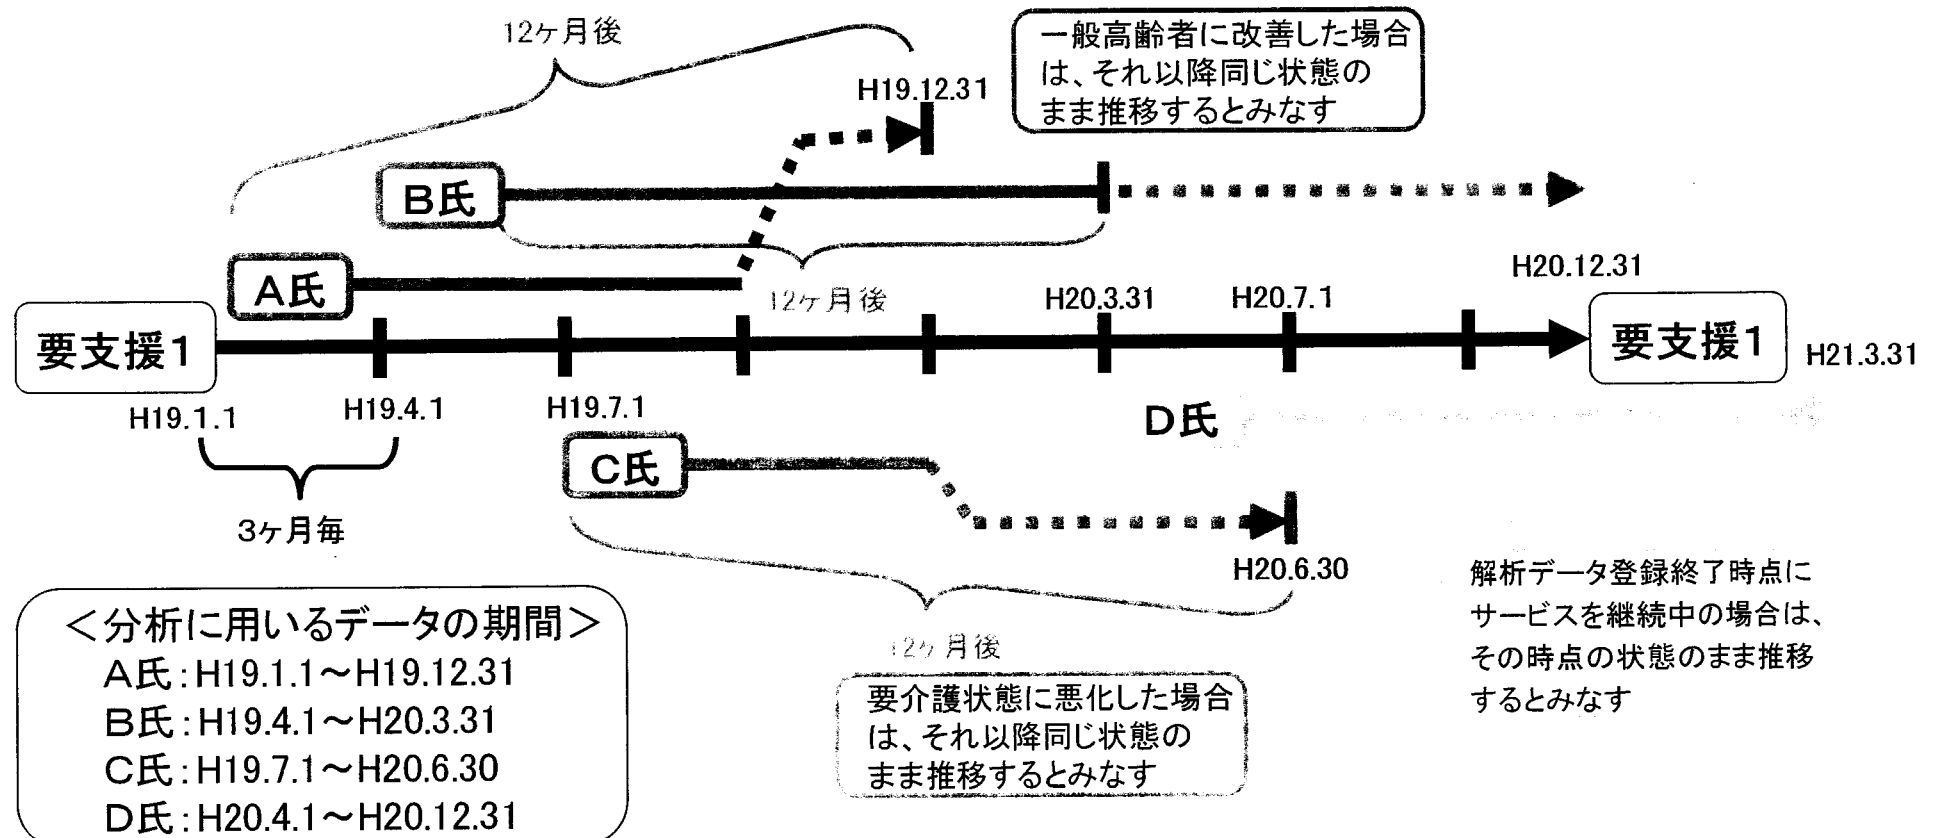 12ヶ月後
H19.12.31
一般高齢者に改善した場合
は、それ以降同じ状態の
まま推移するとみなす
B氏
A氏
12ヶ月後
H20.3.31
H20.7.1
H20.12.31
要支援1
要支援1
H21.3.31
H19.1.1
H19.4.1
H19.7.1
D氏
C氏
3ヶ月毎
H20.6.30
12ヶ月後
要介護状態に悪化した場合
は、それ以降同じ状態の
まま推移するとみなす
解析データ登録終了時点に
サービスを継続中の場合は、
その時点の状態のまま推移
するとみなす
＜分析に用いるデータの期間＞
A氏:H19.1.1～H19.12.31
B氏:H19.4.1～H20.3.31
C氏:H19.7.1～H20.6.30
D氏:H20.4.1～H20.12.31